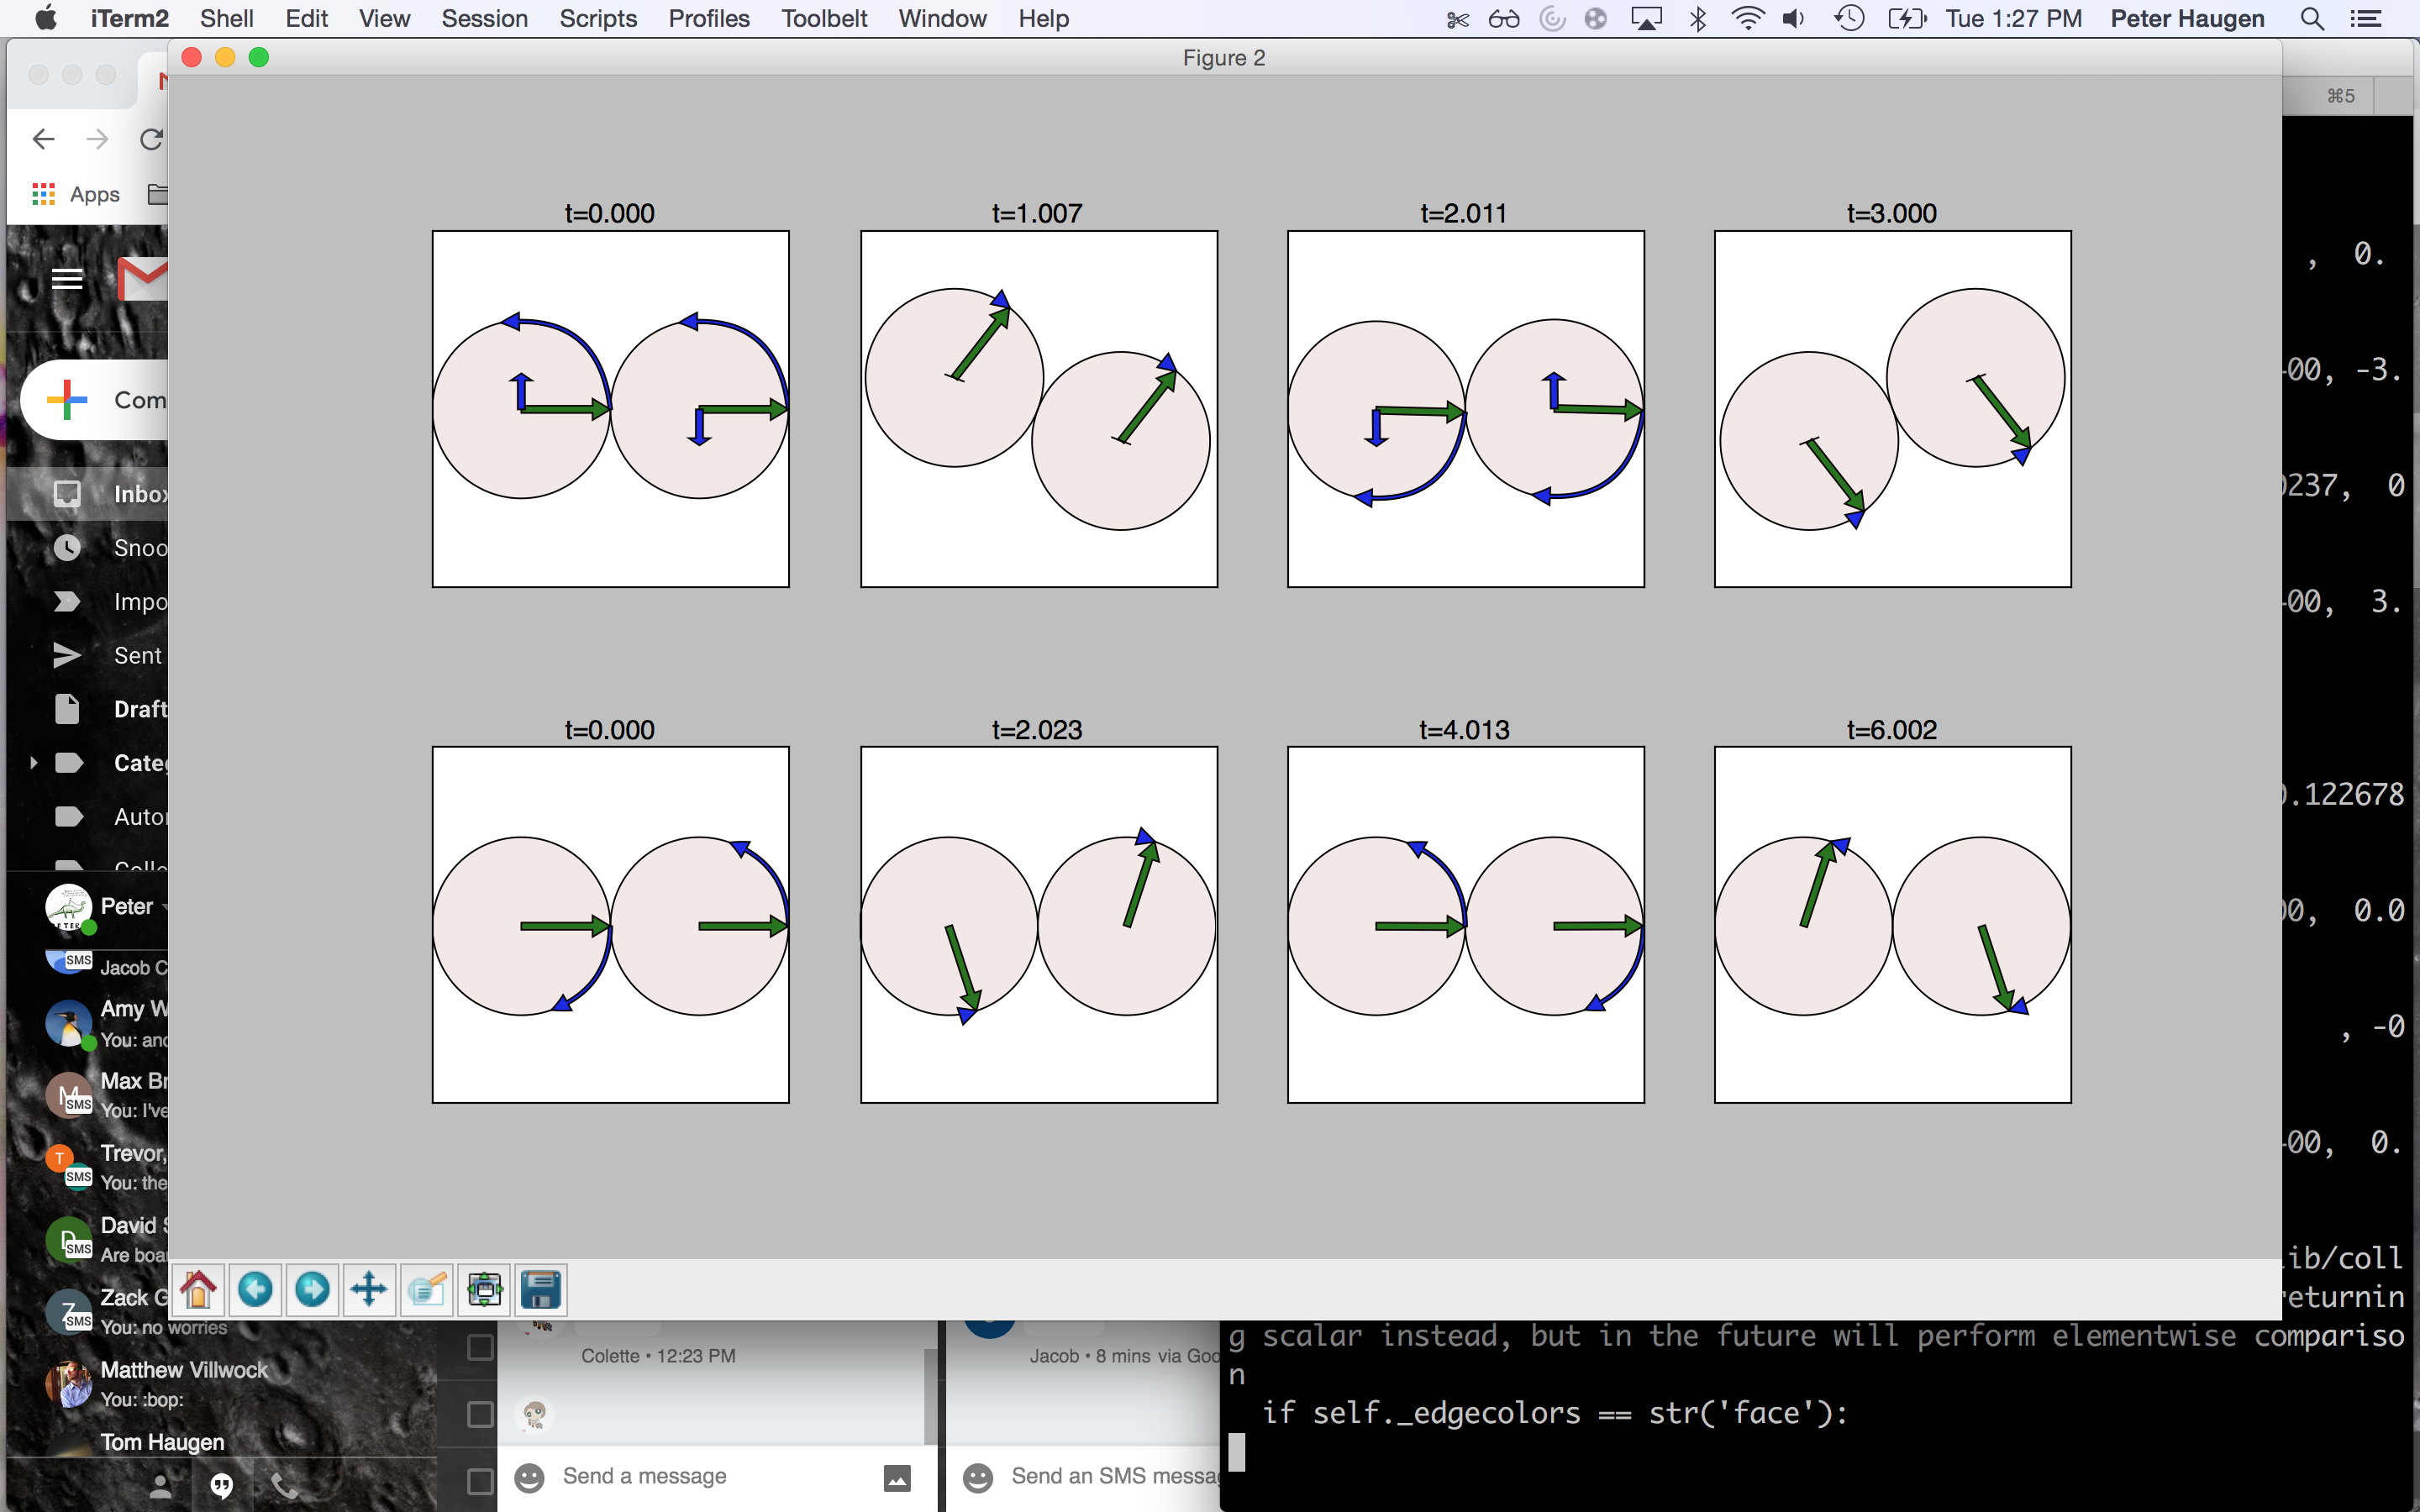 iTerm2 Shell Edit View Session Scripts Profiles Toolbelt Window Help Tue 1:27 PM Peter Haugen
Figure 2
⌘5
Apps
t=0.000 t=1.007 t=2.011 t=3.000
t=0.000 t=2.023 t=4.013 t=6.002
Com
Inbox
Snoo
Impo
Sent
Draft
Cate
Auto
Peter
SMS
Jacob C
Amy W
You: and
Max Br
SMS
You: I've
Trevor,
T
SMS
You: the
David S
SMS
Are boa
Zack G
Z
SMS
You: no worries
Matthew Villwock
You: :bop:
Tom Haugen
Colette • 12:23 PM
Send a message
Jacob • 8 mins via Goo
Send an SMS messa
, 0.
00, -3.
0237, 0
00, 3.
0.122678
00, 0.0
, -0
00, 0.
ib/coll
returnin
g scalar instead, but in the future will perform elementwise compariso
n
if self._edgecolors == str('face'):